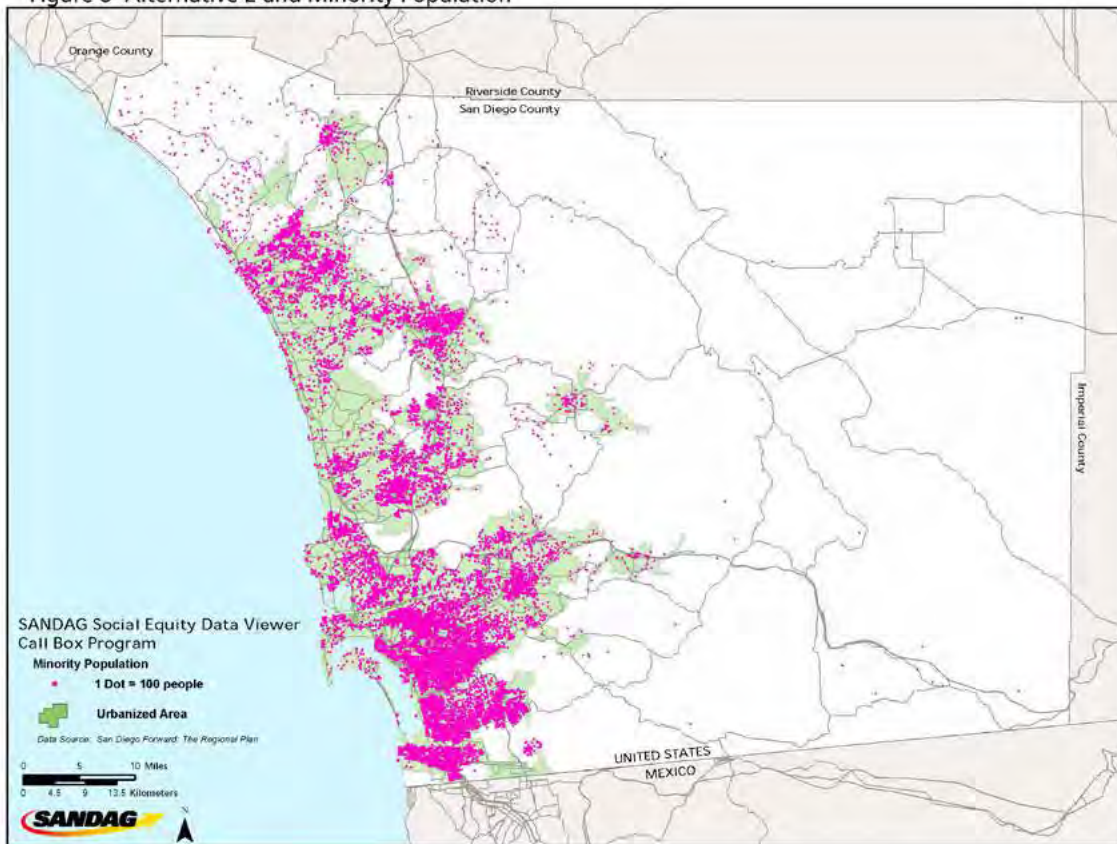 Figure 8 Alternative 2 and Minority Population
Orange County
Riverside County
San Diego County
Imperial County
SANDAG Social Equity Data Viewer
Call Box Program
Minority Population
1 Dot = 100 people
Urbanized Area
Data Source: San Diego Forward: The Regional Plan
0 5 10 Miles
0 4.5 9 13.5 Kilometers
SANDAG
N
UNITED STATES
MEXICO